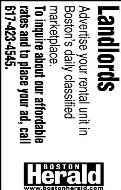 Landlords
Advertise your rental unit in
Boston's daily classified
marketplace.
To inquire about our affordable
rates and to place your ad, call
617-423-4545.
BOSTON
Herald
www.bostonherald.com